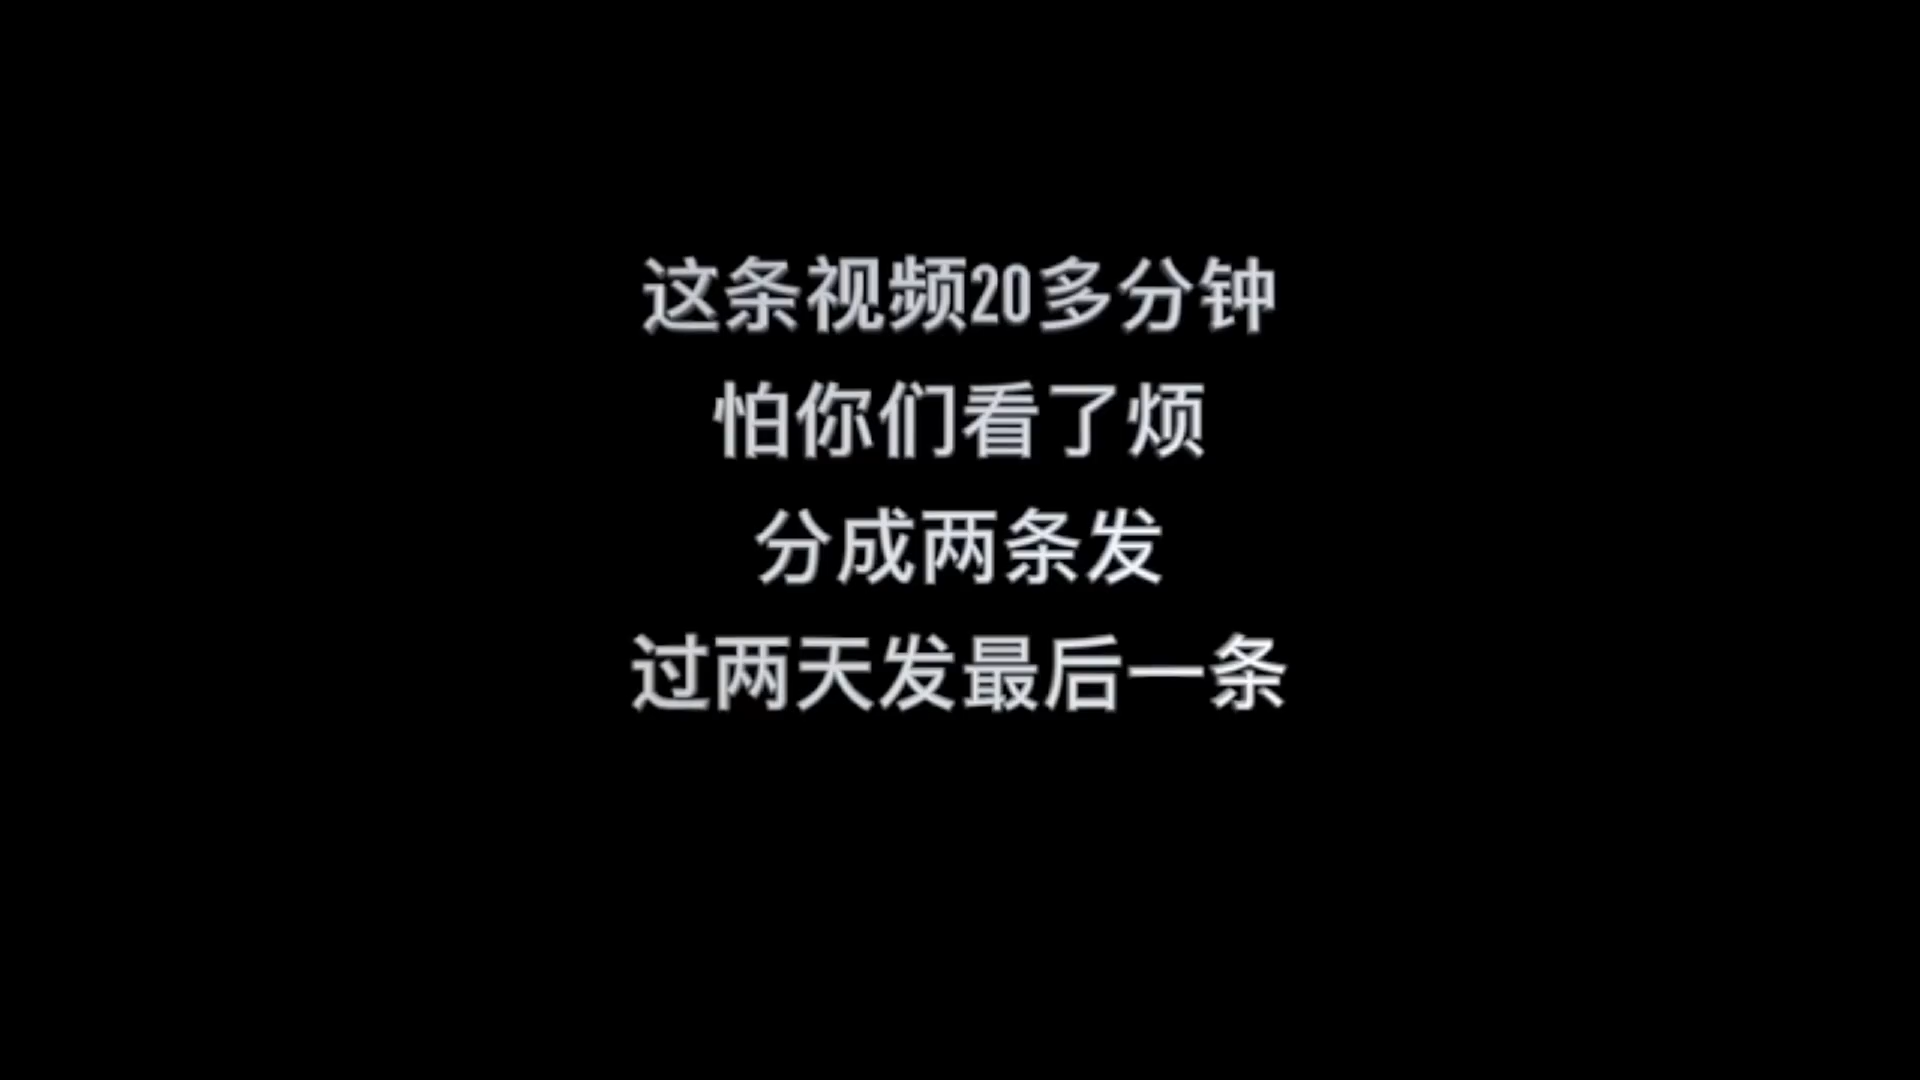 这条视频20多分钟
怕你们看了烦
分成两条发
过两天发最后一条